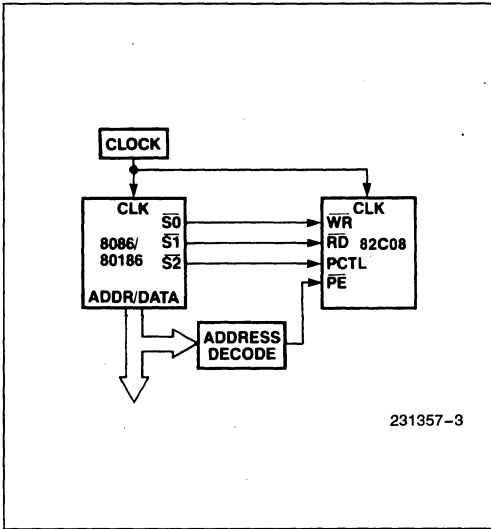 CLOCK
CLK
S0
S1
S2
8086/
80186
ADDR/DATA
CLK
WR
RD
82C08
PCTL
PE
ADDRESS
DECODE
231357-3